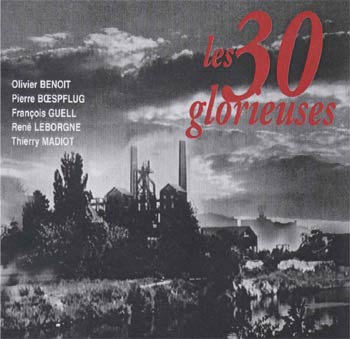 les 30
glorieuses
Olivier BENOIT
Pierre BŒSPFLUG
François GUELL
René LEBORGNE
Thierry MADIOT